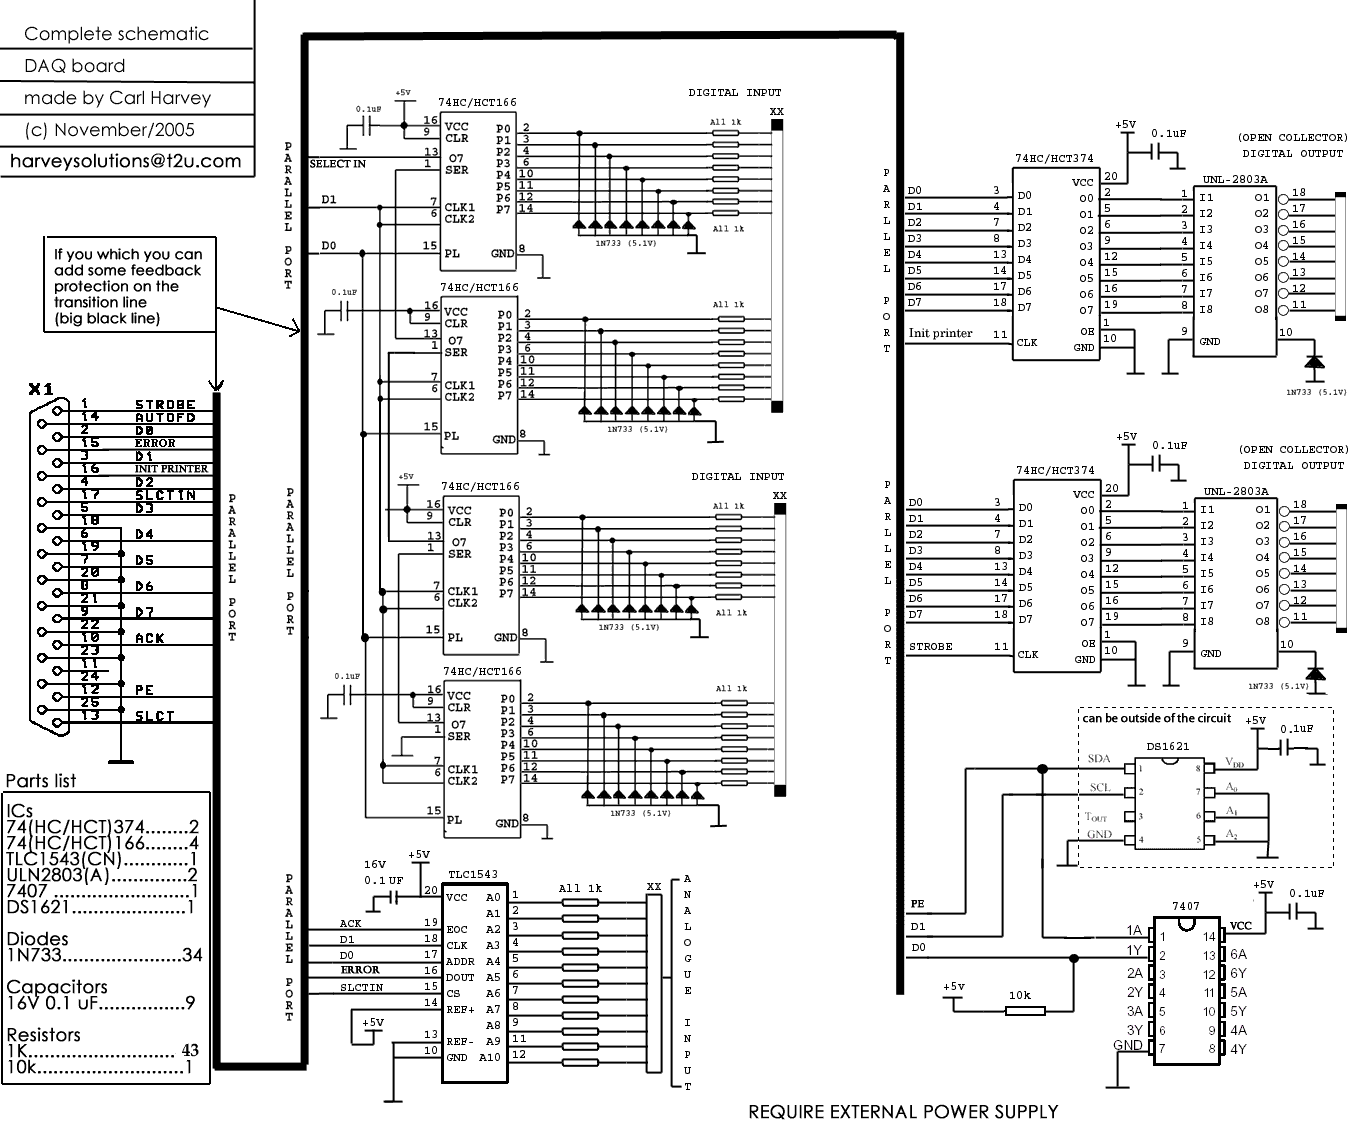 Complete schematic
DAQ board
made by Carl Harvey
(c) November/2005
harveysolutions@t2u.com
If you which you can
add some feedback
protection on the
transition line
(big black line)
X1
1 STROBE
14 AUTOFD
2 D0
15 ERROR
3 D1
16 INIT PRINTER
4 D2
17 SLCTIN
5 D3
18
6 D4
19
7 D5
20
8 D6
21
9 D7
22
10 ACK
23
11
24
12 PE
25
13 SLCT
PARALLEL PORT
Parts list
ICs
74(HC/HCT)374........2
74(HC/HCT)166.......4
TLC1543(CN)............1
ULN2803(A).............2
7407 .........................1
DS1621.....................1
Diodes
1N733......................34
Capacitors
16V 0.1 uF...............9
Resistors
1K........................... 43
10k............................1
PARALLEL PORT
SELECT IN
D1
D0
+5V
0.1uF
74HC/HCT166
16 VCC P0 2
9 CLR P1 3
P2 4
13 O7 P3 6
1 SER P4 10
P5 11
P6 12
7 CLK1 P7 14
6 CLK2
15 PL GND 8
DIGITAL INPUT
XX
All 1k
All 1k
1N733 (5.1V)
0.1uF
74HC/HCT166
16 VCC P0 2
9 CLR P1 3
13 O7 P2 4
1 SER P3 6
P4 10
P5 11
7 CLK1 P6 12
6 CLK2 P7 14
15 PL GND 8
All 1k
1N733 (5.1V)
PARALLEL PORT
+5V
74HC/HCT166
16 VCC P0 2
9 CLR P1 3
13 O7 P2 4
1 SER P3 6
P4 10
P5 11
7 CLK1 P6 12
6 CLK2 P7 14
15 PL GND 8
DIGITAL INPUT
XX
All 1k
All 1k
1N733 (5.1V)
0.1uF
74HC/HCT166
16 VCC P0 2
9 CLR P1 3
13 O7 P2 4
1 SER P3 6
P4 10
P5 11
7 CLK1 P6 12
6 CLK2 P7 14
15 PL GND 8
All 1k
1N733 (5.1V)
PARALLEL PORT
16V
0.1UF
+5V
TLC1543
20 VCC A0 1
A1 2
ACK 19 EOC A2 3
D1 18 CLK A3 4
D0 17 ADDR A4 5
ERROR 16 DOUT A5 6
SLCTIN 15 CS A6 7
14 REF+ A7 8
+5V
A8 9
13 REF- A9 11
10 GND A10 12
All 1k
XX
ANALOGUE INPUT
PARALLEL PORT
+5V
0.1uF
74HC/HCT374
VCC 20
D0 3 D0 O0 2
D1 4 D1 O1 5
D2 7 D2 O2 6
D3 8 D3 O3 9
D4 13 D4 O4 12
D5 14 D5 O5 15
D6 17 D6 O6 16
D7 18 D7 O7 19
OE 1
GND 10
Init printer 11 CLK
(OPEN COLLECTOR)
DIGITAL OUTPUT
UNL-2803A
1 I1 O1 18
2 I2 O2 17
3 I3 O3 16
4 I4 O4 15
5 I5 O5 14
6 I6 O6 13
7 I7 O7 12
8 I8 O8 11
9 GND 10
1N733 (5.1V)
PARALLEL PORT
+5V
0.1uF
74HC/HCT374
VCC 20
D0 3 D0 O0 2
D1 4 D1 O1 5
D2 7 D2 O2 6
D3 8 D3 O3 9
D4 13 D4 O4 12
D5 14 D5 O5 15
D6 17 D6 O6 16
D7 18 D7 O7 19
OE 1
GND 10
STROBE 11 CLK
(OPEN COLLECTOR)
DIGITAL OUTPUT
UNL-2803A
1 I1 O1 18
2 I2 O2 17
3 I3 O3 16
4 I4 O4 15
5 I5 O5 14
6 I6 O6 13
7 I7 O7 12
8 I8 O8 11
9 GND 10
1N733 (5.1V)
can be outside of the circuit
+5V
0.1uF
DS1621
SDA 1 8 VDD
SCL 2 7 A0
TOUT 3 6 A1
GND 4 5 A2
PE
D1
D0
+5V
10k
+5V
0.1uF
7407
1A 1 14 VCC
1Y 2 13 6A
2A 3 12 6Y
2Y 4 11 5A
3A 5 10 5Y
3Y 6 9 4A
GND 7 8 4Y
REQUIRE EXTERNAL POWER SUPPLY